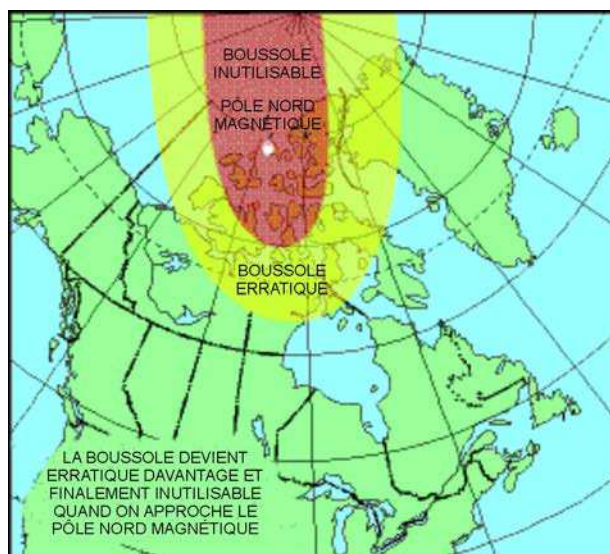 BOUSSOLE
INUTILISABLE
PÔLE NORD
MAGNÉTIQUE
BOUSSOLE
ERRATIQUE
LA BOUSSOLE DEVIENT
ERRATIQUE DAVANTAGE ET
FINALEMENT INUTILISABLE
QUAND ON APPROCHE LE
PÔLE NORD MAGNÉTIQUE